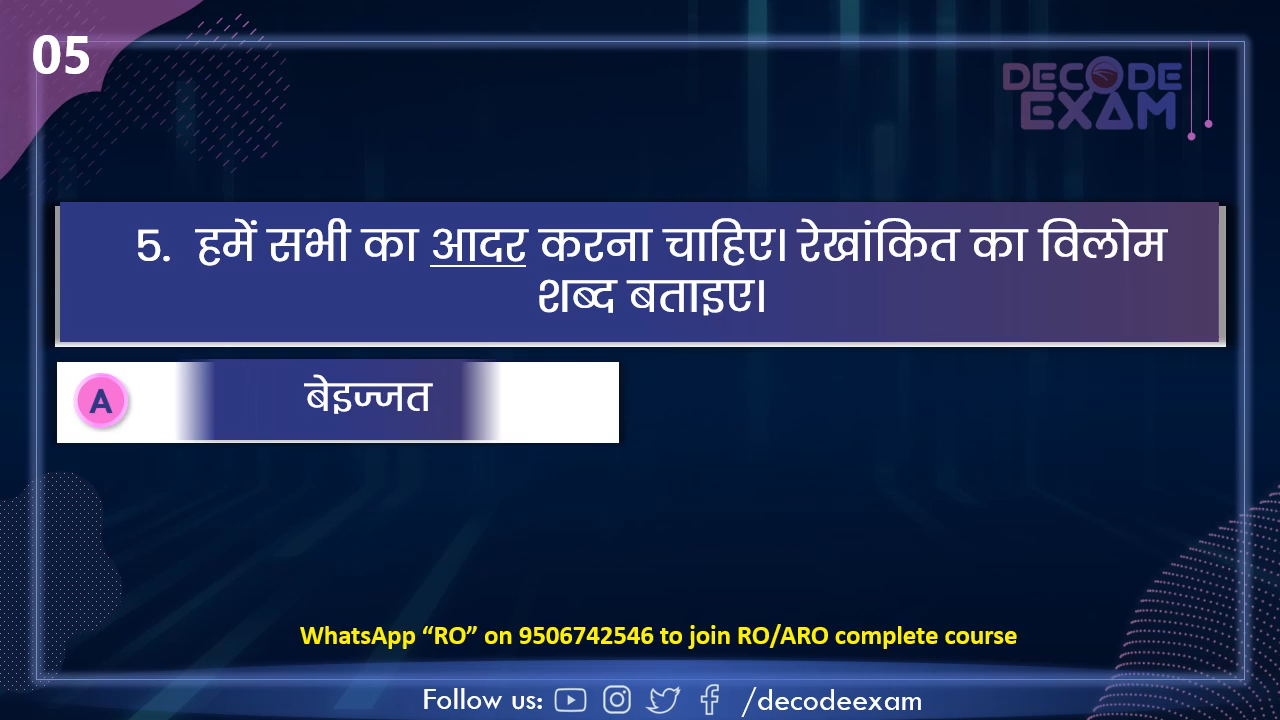 05
DECODE
EXAM
5. हमें सभी का आदर करना चाहिए। रेखांकित का विलोम
शब्द बताइए।
A बेइज्जत
WhatsApp “RO” on 9506742546 to join RO/ARO complete course
Follow us: /decodeexam